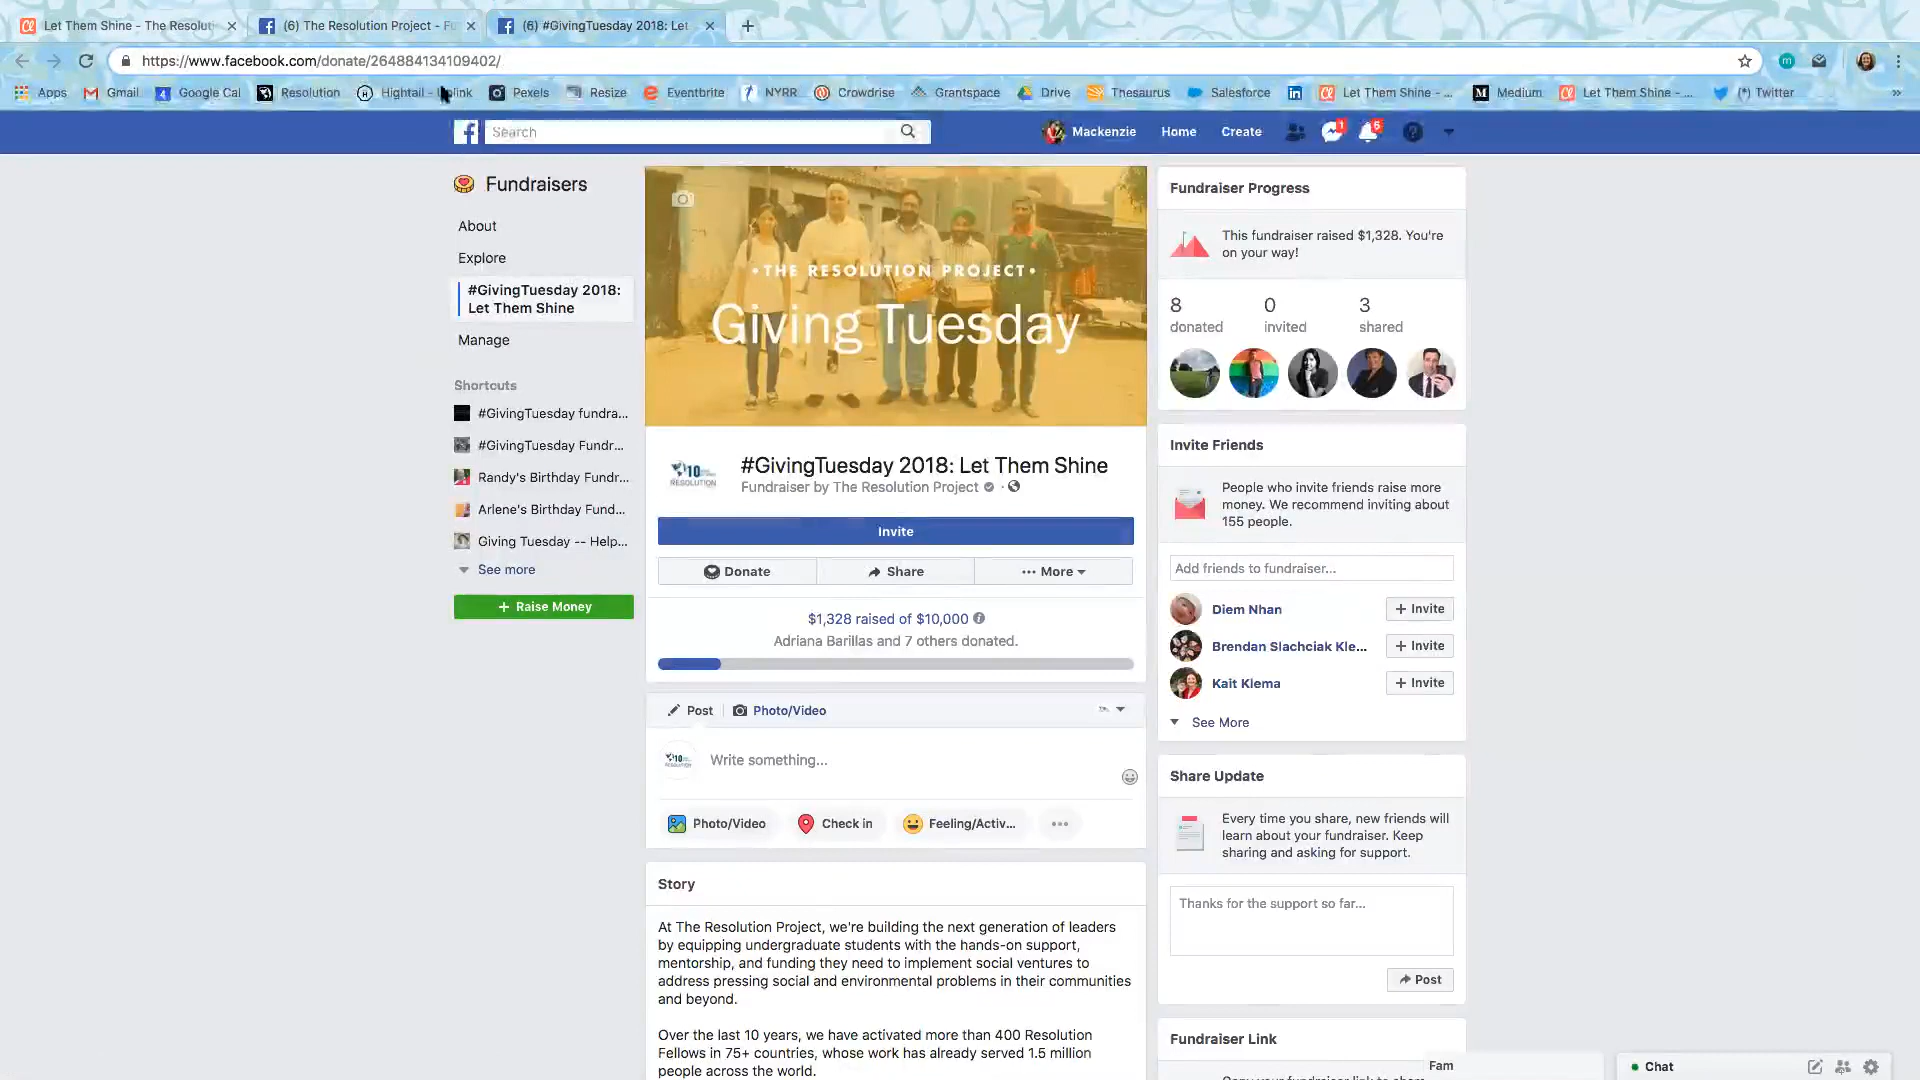 Let Them Shine - The Resolut
(6) The Resolution Project - Fu
(6) #GivingTuesday 2018: Let
https://www.facebook.com/donate/264884134109402/
Apps
Gmail
Google Cal
Resolution
Hightail - Uplink
Pexels
Resize
Eventbrite
NYRR
Crowdrise
Grantspace
Drive
Thesaurus
Salesforce
Let Them Shine - ...
Medium
Let Them Shine - ...
(*) Twitter
Search
Mackenzie
Home
Create
1
5
Fundraisers
About
Explore
#GivingTuesday 2018:
Let Them Shine
Manage
Shortcuts
#GivingTuesday fundra...
#GivingTuesday Fundr...
Randy's Birthday Fundr...
Arlene's Birthday Fund...
Giving Tuesday -- Help...
See more
+ Raise Money
•THE RESOLUTION PROJECT•
Giving Tuesday
10
RESOLUTION
#GivingTuesday 2018: Let Them Shine
Fundraiser by The Resolution Project ·
Invite
Donate
Share
••• More
$1,328 raised of $10,000
Adriana Barillas and 7 others donated.
Post
Photo/Video
10
RESOLUTION
Write something...
Photo/Video
Check in
Feeling/Activ...
Story
At The Resolution Project, we're building the next generation of leaders
by equipping undergraduate students with the hands-on support,
mentorship, and funding they need to implement social ventures to
address pressing social and environmental problems in their communities
and beyond.
Over the last 10 years, we have activated more than 400 Resolution
Fellows in 75+ countries, whose work has already served 1.5 million
people across the world.
Fundraiser Progress
This fundraiser raised $1,328. You're
on your way!
8
donated
0
invited
3
shared
Invite Friends
People who invite friends raise more
money. We recommend inviting about
155 people.
Add friends to fundraiser...
Diem Nhan
+ Invite
Brendan Slachciak Kle...
+ Invite
Kait Klema
+ Invite
See More
Share Update
Every time you share, new friends will
learn about your fundraiser. Keep
sharing and asking for support.
Thanks for the support so far...
Post
Fundraiser Link
Fam
Chat